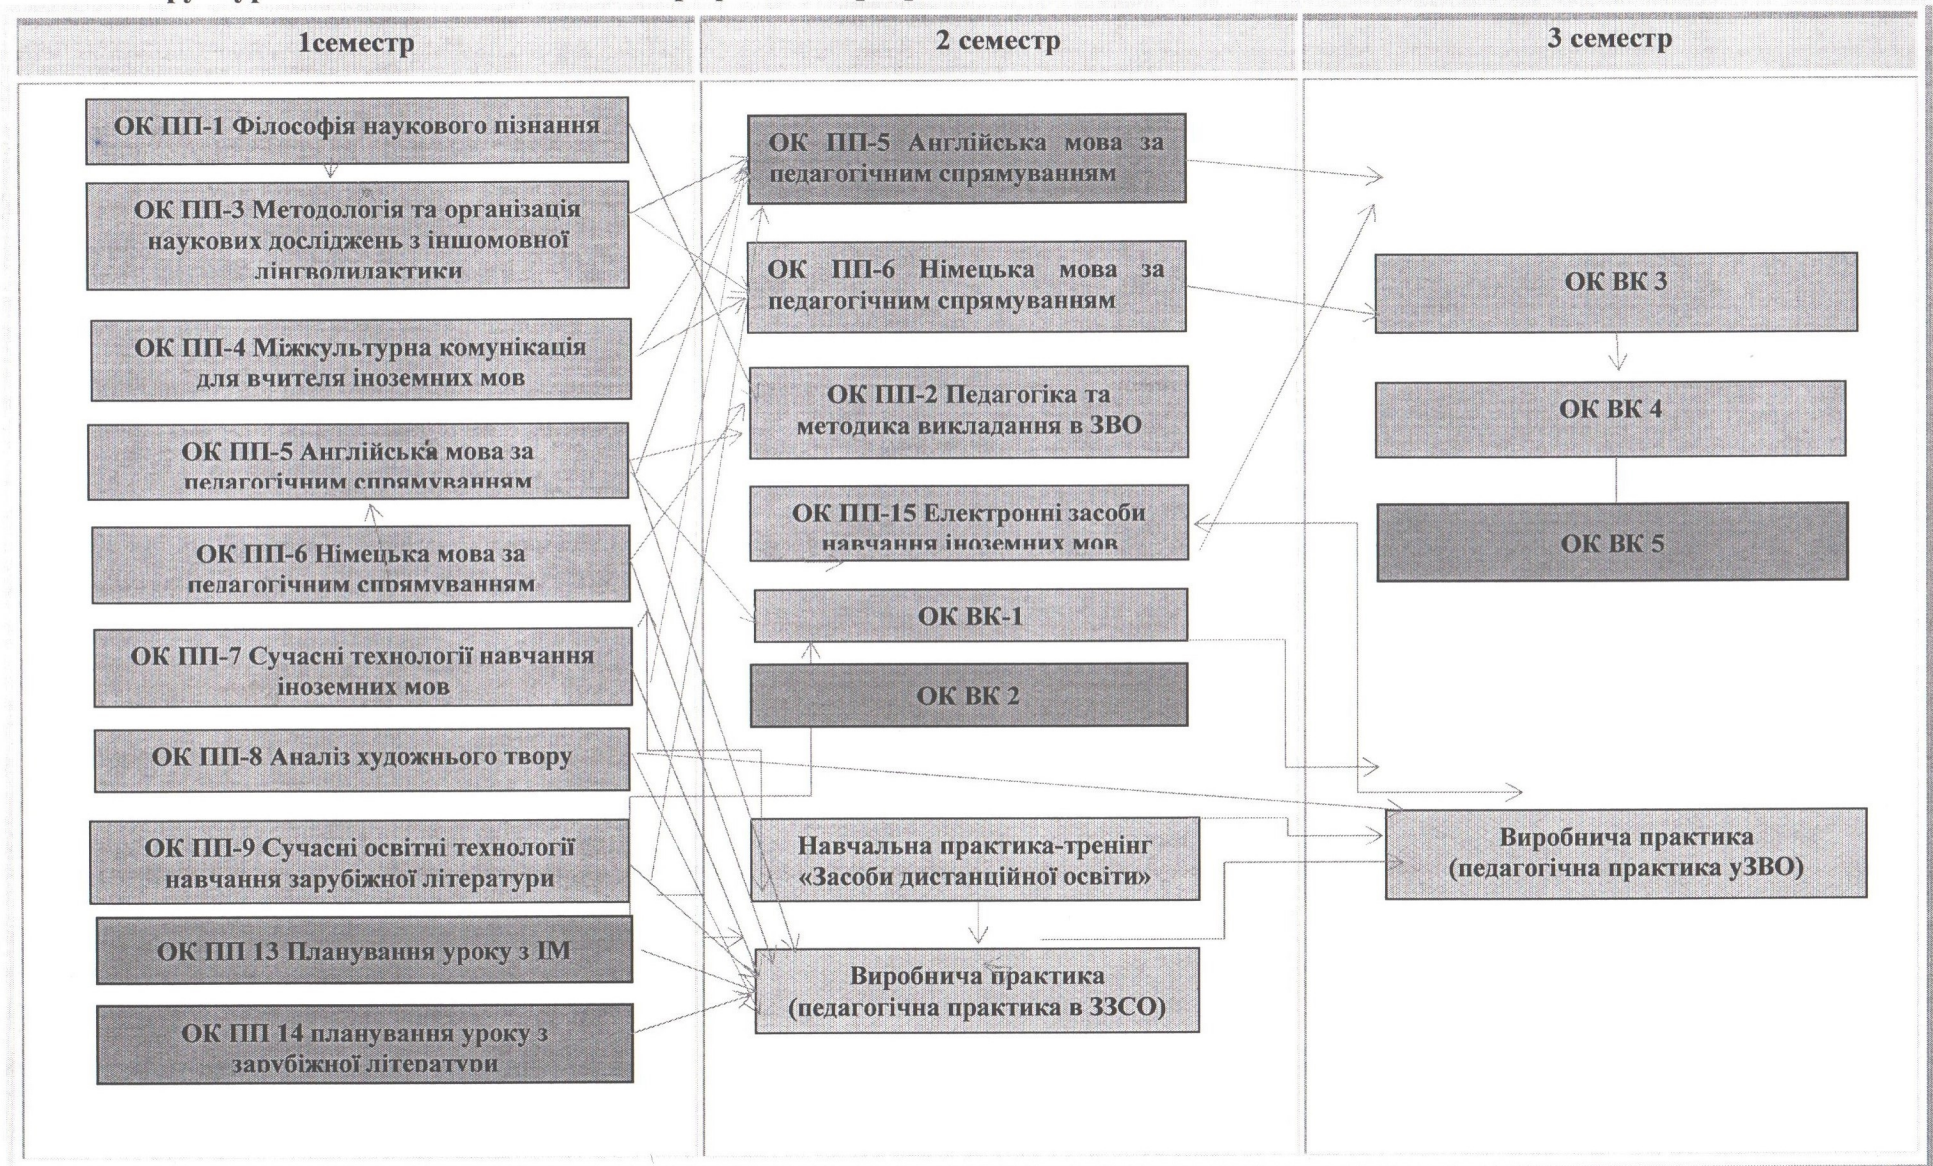 1семестр
2 семестр
3 семестр
ОК ПП-1 Філософія наукового пізнання
ОК ПП-3 Методологія та організація
наукових досліджень з іншомовної
лінгводидактики
ОК ПП-4 Міжкультурна комунікація
для вчителя іноземних мов
ОК ПП-5 Англійська мова за
педагогічним спрямуванням
ОК ПП-6 Німецька мова за
педагогічним спрямуванням
ОК ПП-7 Сучасні технології навчання
іноземних мов
ОК ПП-8 Аналіз художнього твору
ОК ПП-9 Сучасні освітні технології
навчання зарубіжної літератури
ОК ПП 13 Планування уроку з ІМ
ОК ПП 14 планування уроку з
зарубіжної літератури
ОК ПП-5 Англійська мова за
педагогічним спрямуванням
ОК ПП-6 Німецька мова за
педагогічним спрямуванням
ОК ПП-2 Педагогіка та
методика викладання в ЗВО
ОК ПП-15 Електронні засоби
навчання іноземних мов
ОК ВК-1
ОК ВК 2
Навчальна практика-тренінг
«Засоби дистанційної освіти»
Виробнича практика
(педагогічна практика в ЗЗСО)
ОК ВК 3
ОК ВК 4
ОК ВК 5
Виробнича практика
(педагогічна практика уЗВО)